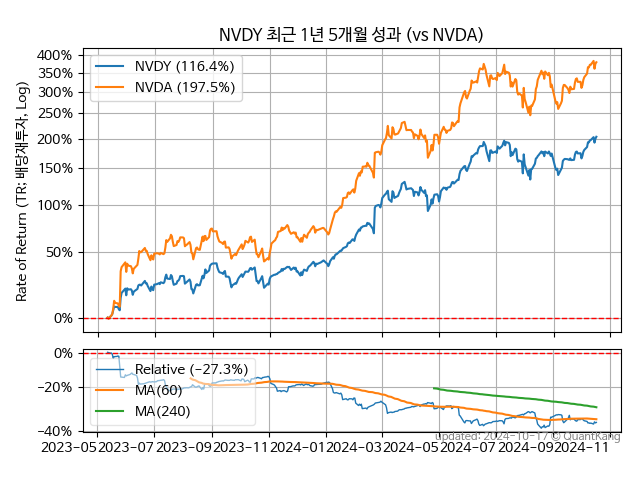 NVDY 최근 1년 5개월 성과 (vs NVDA)
400%
350%
300%
250%
200%
150%
100%
50%
0%
Rate of Return (TR: 배당재투자, Log)
NVDY (116.4%)
NVDA (197.5%)
0%
−20%
−40%
Relative (−27.3%)
MA(60)
MA(240)
2023−05
2023−07
2023−09
2023−11
2024−01
2024−03
2024−05
2024−07
2024−09
2024−11
Updated: 2024-10-17 © QuantKang